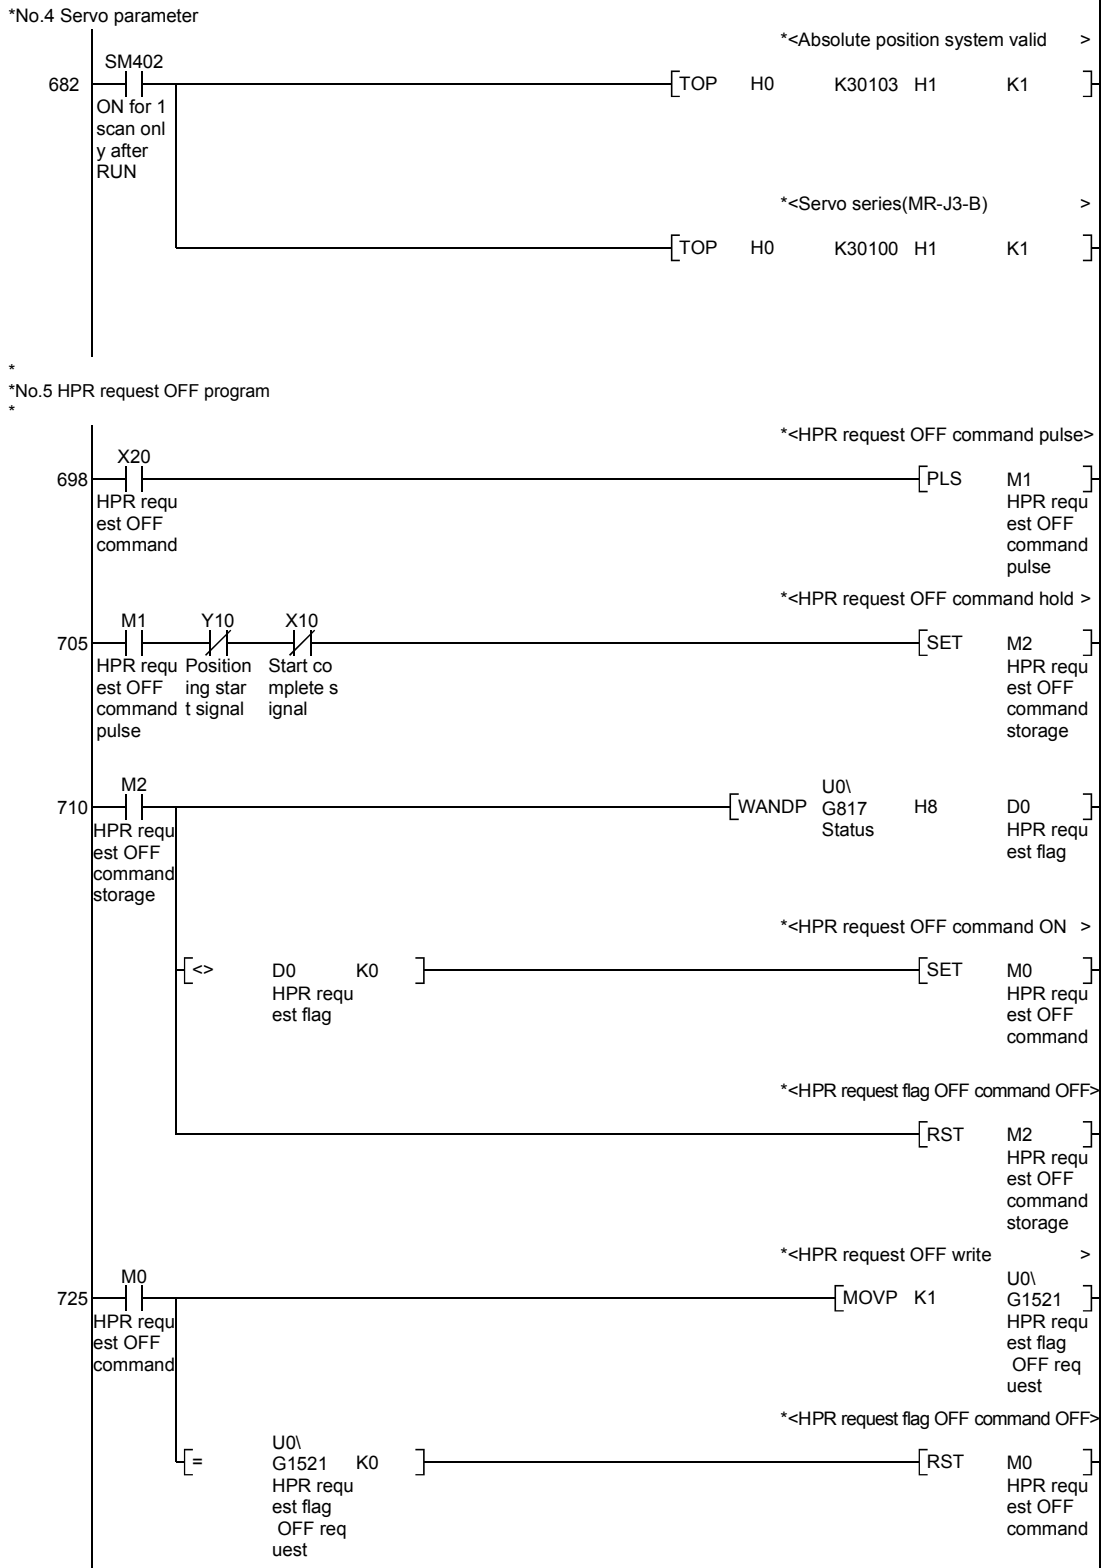 *No.4 Servo parameter
*<Absolute position system valid >
SM402
682 [TOP H0 K30103 H1 K1 ]
ON for 1
scan onl
y after
RUN
*<Servo series(MR-J3-B) >
[TOP H0 K30100 H1 K1 ]
*
*No.5 HPR request OFF program
*
*<HPR request OFF command pulse>
X20
698 [PLS M1 ]
HPR requ HPR requ
est OFF est OFF
command command
pulse
*<HPR request OFF command hold >
M1 Y10 X10
705 [SET M2 ]
HPR requ Position Start co HPR requ
est OFF ing star mplete s est OFF
command t signal ignal command
pulse storage
M2 U0\
710 [WANDP G817 H8 D0 ]
HPR requ Status HPR requ
est OFF est flag
command
storage
*<HPR request OFF command ON >
[<> D0 K0 ] [SET M0 ]
HPR requ HPR requ
est flag est OFF
command
*<HPR request flag OFF command OFF>
[RST M2 ]
HPR requ
est OFF
command
storage
*<HPR request OFF write >
M0 U0\
725 [MOVP K1 G1521 ]
HPR requ HPR requ
est OFF est flag
command OFF req
uest
*<HPR request flag OFF command OFF>
U0\
[= G1521 K0 ] [RST M0 ]
HPR requ HPR requ
est flag est OFF
OFF req command
uest